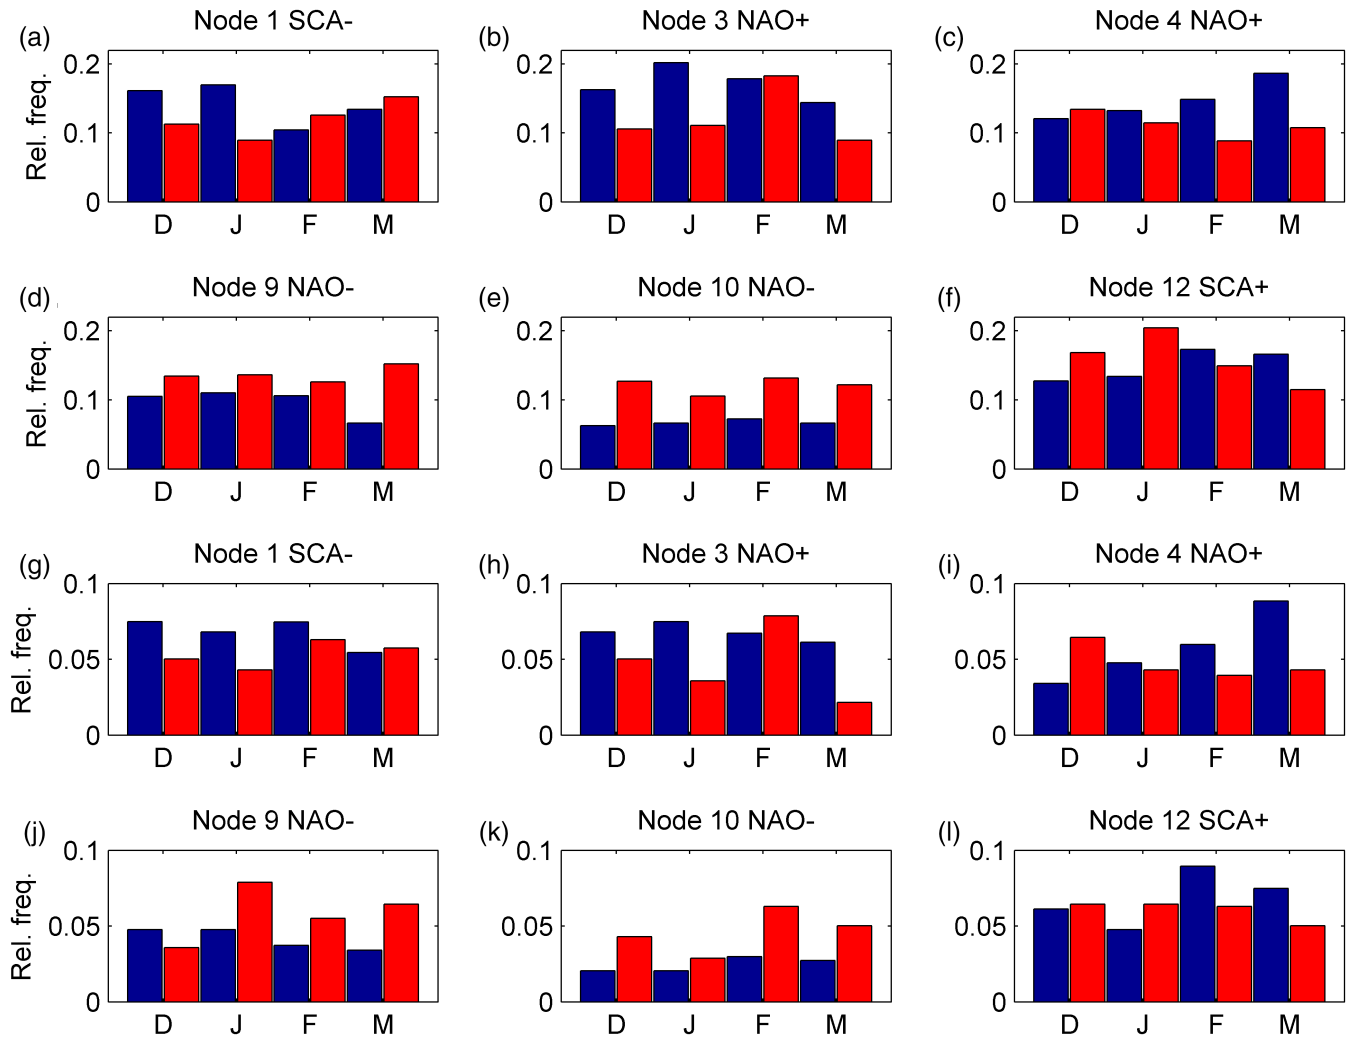 (a) Node 1 SCA- (b) Node 3 NAO+ (c) Node 4 NAO+
Rel. freq.
0.2 0.2 0.2
0.1 0.1 0.1
0 0 0
D J F M D J F M D J F M
(d) Node 9 NAO- (e) Node 10 NAO- (f) Node 12 SCA+
Rel. freq.
0.2 0.2 0.2
0.1 0.1 0.1
0 0 0
D J F M D J F M D J F M
(g) Node 1 SCA- (h) Node 3 NAO+ (i) Node 4 NAO+
Rel. freq.
0.1 0.1 0.1
0.05 0.05 0.05
0 0 0
D J F M D J F M D J F M
(j) Node 9 NAO- (k) Node 10 NAO- (l) Node 12 SCA+
Rel. freq.
0.1 0.1 0.1
0.05 0.05 0.05
0 0 0
D J F M D J F M D J F M